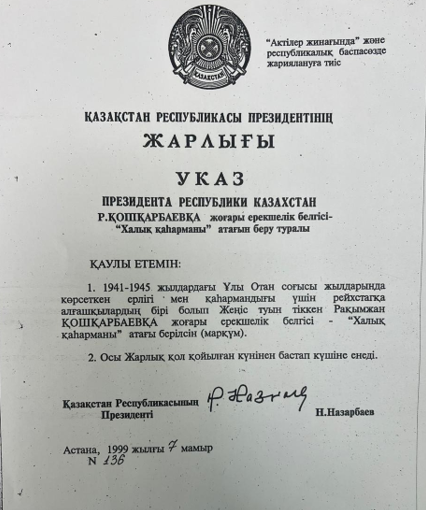 "Актілер жинағында" және
республикалық баспасөзде
жариялануға тиіс
ҚАЗАҚСТАН
ҚАЗАҚСТАН РЕСПУБЛИКАСЫ ПРЕЗИДЕНТІНІҢ
ЖАРЛЫҒЫ
УКАЗ
ПРЕЗИДЕНТА РЕСПУБЛИКИ КАЗАХСТАН
Р.ҚОШҚАРБАЕВҚА жоғары ерекшелік белгісі-
"Халық қаһарманы" атағын беру туралы
ҚАУЛЫ ЕТЕМІН:
1. 1941-1945 жылдардағы Ұлы Отан соғысы жылдарында
көрсеткен ерлігі мен қаһармандығы үшін рейхстагқа
алғашқылардың бірі болып Жеңіс туын тіккен Рақымжан
ҚОШҚАРБАЕВҚА жоғары ерекшелік белгісі - "Халық
қаһарманы" атағы берілсін (марқұм).
2. Осы Жарлық қол қойылған күнінен бастап күшіне енеді.
Қазақстан Республикасының
Президенті
Н.Назарбаев
Астана, 1999 жылғы 7 мамыр
N 136